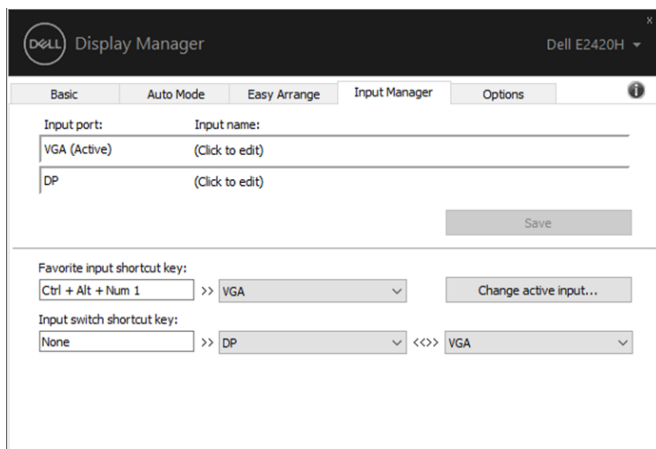 x
DELL Display Manager Dell E2420H
Basic Auto Mode Easy Arrange Input Manager Options i
Input port: Input name:
VGA (Active) (Click to edit)
DP (Click to edit)
Save
Favorite input shortcut key:
Ctrl + Alt + Num 1 >> VGA Change active input...
Input switch shortcut key:
None >> DP <<>> VGA